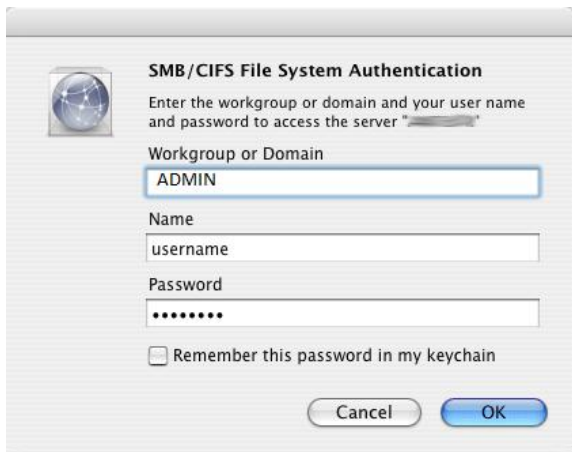 SMB/CIFS File System Authentication
Enter the workgroup or domain and your user name
and password to access the server " "
Workgroup or Domain
ADMIN
Name
username
Password
••••••••
Remember this password in my keychain
Cancel OK